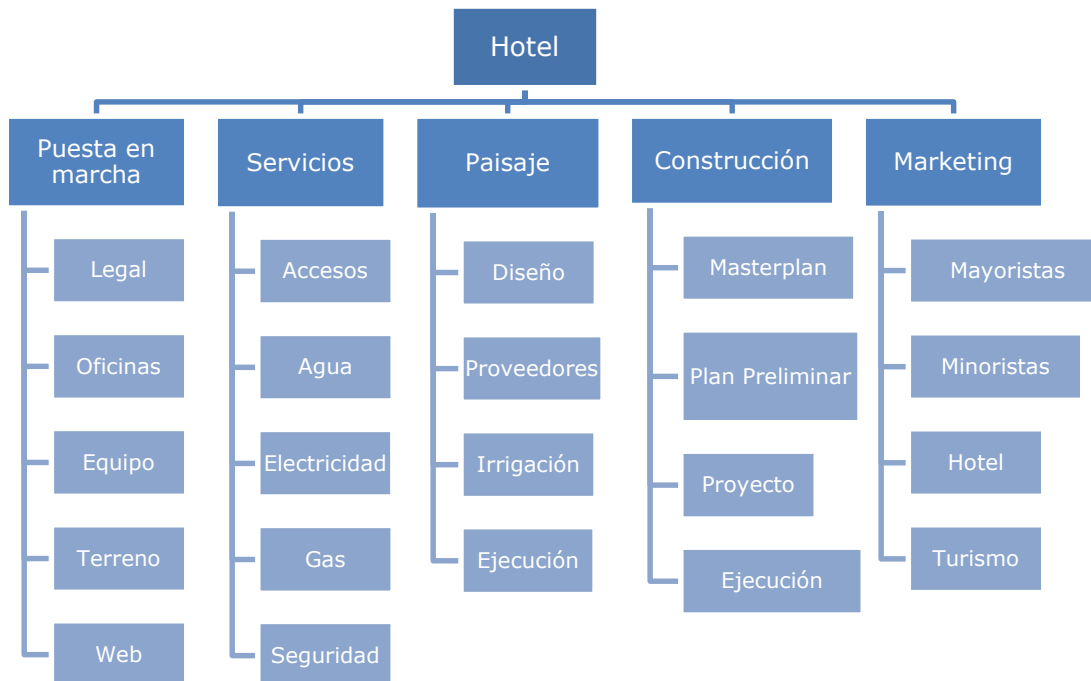 Hotel
Puesta en
marcha
Servicios
Paisaje
Construcción
Marketing
Legal
Oficinas
Equipo
Terreno
Web
Accesos
Agua
Electricidad
Gas
Seguridad
Diseño
Proveedores
Irrigación
Ejecución
Masterplan
Plan Preliminar
Proyecto
Ejecución
Mayoristas
Minoristas
Hotel
Turismo